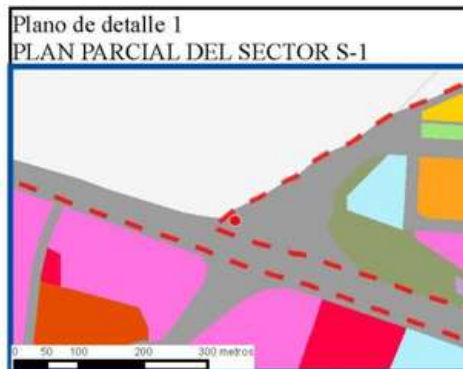 Plano de detalle 1
PLAN PARCIAL DEL SECTOR S-1
0 50 100 200 300 metros